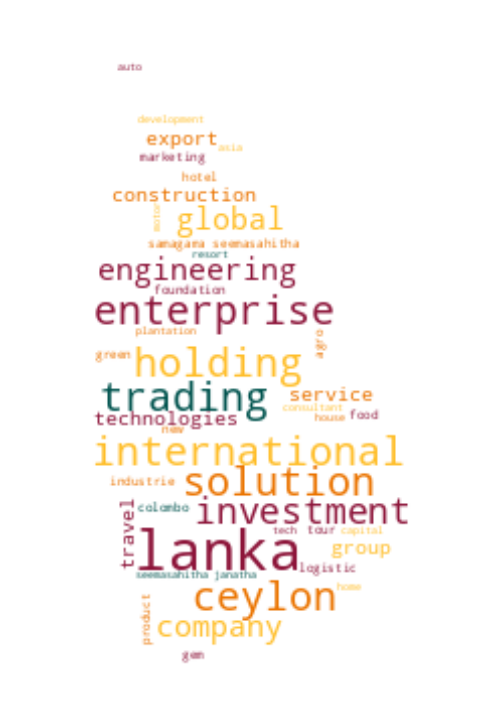 auto
development
export
asia
marketing
hotel
construction
motor
global
samagama seemasahitha
resort
engineering
foundation
enterprise
plantation
agro
green
holding
trading
service
consultant
technologies
house
food
new
international
industrie
solution
travel
colombo
investment
tech
tour
capital
lanka
group
logistic
seemasahitha janatha
home
ceylon
product
company
gem